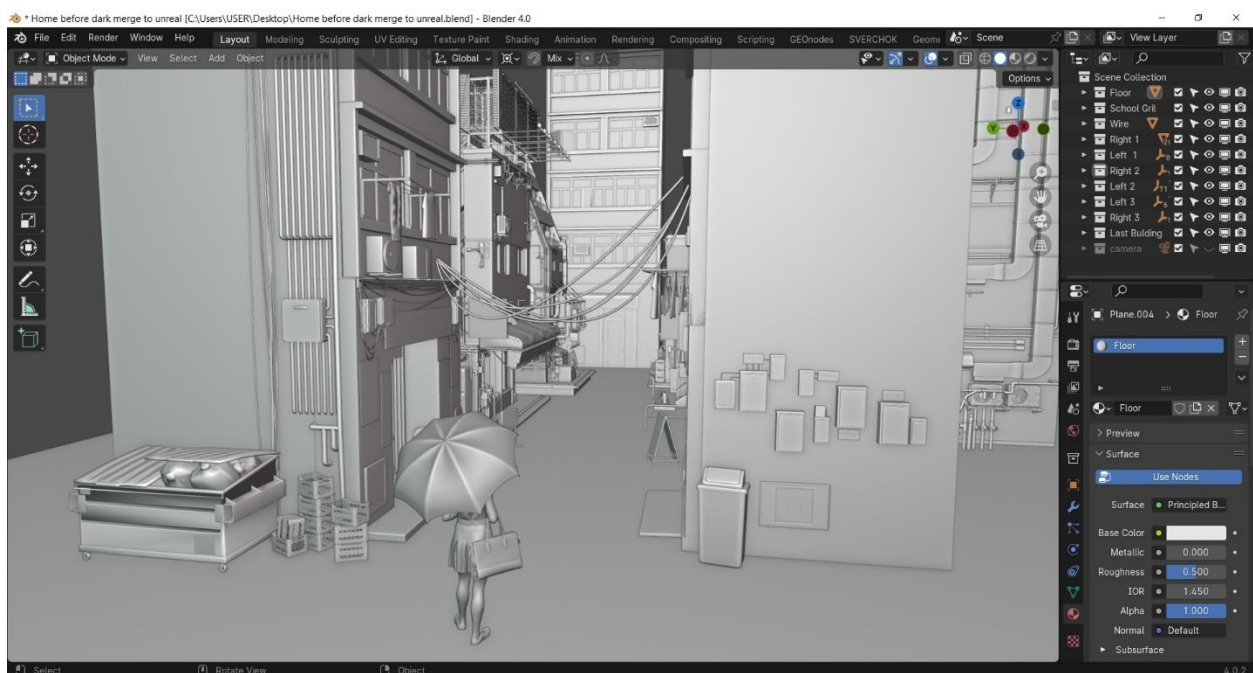 * Home before dark merge to unreal [C:\Users\USER\Desktop\Home before dark merge to unreal.blend] - Blender 4.0
File Edit Render Window Help Layout Modeling Sculpting UV Editing Texture Paint Shading Animation Rendering Compositing Scripting GEOnodes SVERCHOK Geom Scene View Layer
Object Mode View Select Add Object Global Mix
Options
Scene Collection
Floor
School Gril
Wire
Right 1
Left 1
Right 2
Left 2 11
Left 3 6
Right 3
Last Bulding
camera
Z
Y X
Plane.004 > Floor
Floor
Floor
Preview
Surface
Use Nodes
Surface Principled B...
Base Color
Metallic 0.000
Roughness 0.500
IOR 1.450
Alpha 1.000
Normal Default
Subsurface
Select Rotate View Object 4.0.2